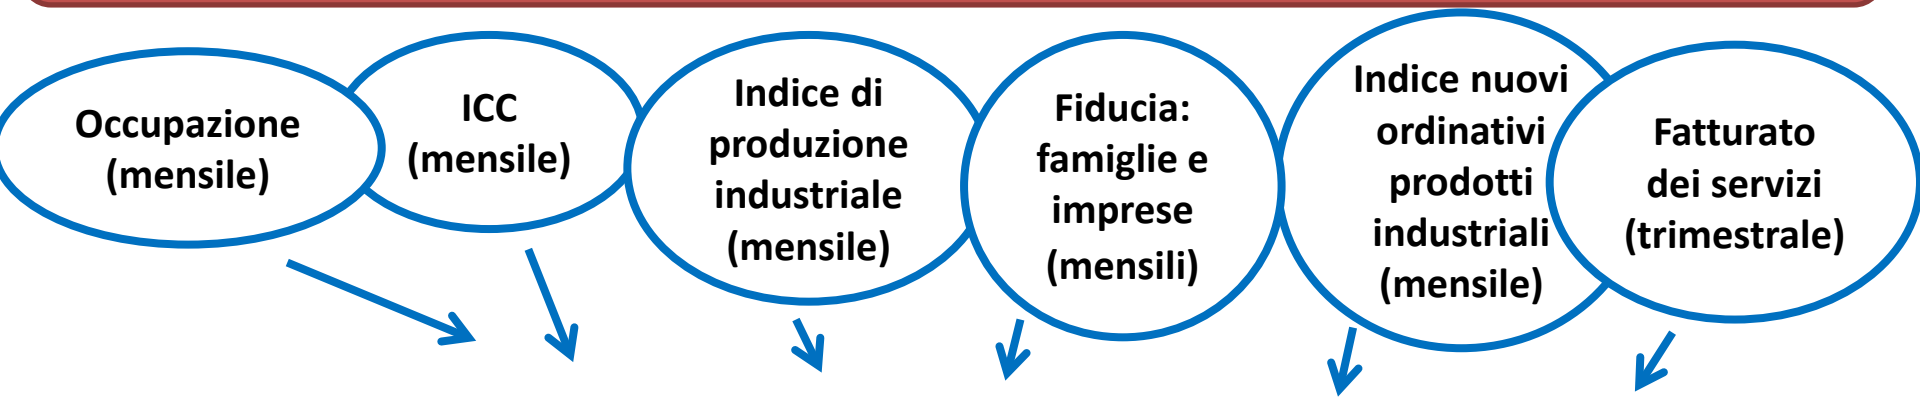 Occupazione
(mensile)
ICC
(mensile)
Indice di
produzione
industriale
(mensile)
Fiducia:
famiglie e
imprese
(mensili)
Indice nuovi
ordinativi
prodotti
industriali
(mensile)
Fatturato
dei servizi
(trimestrale)